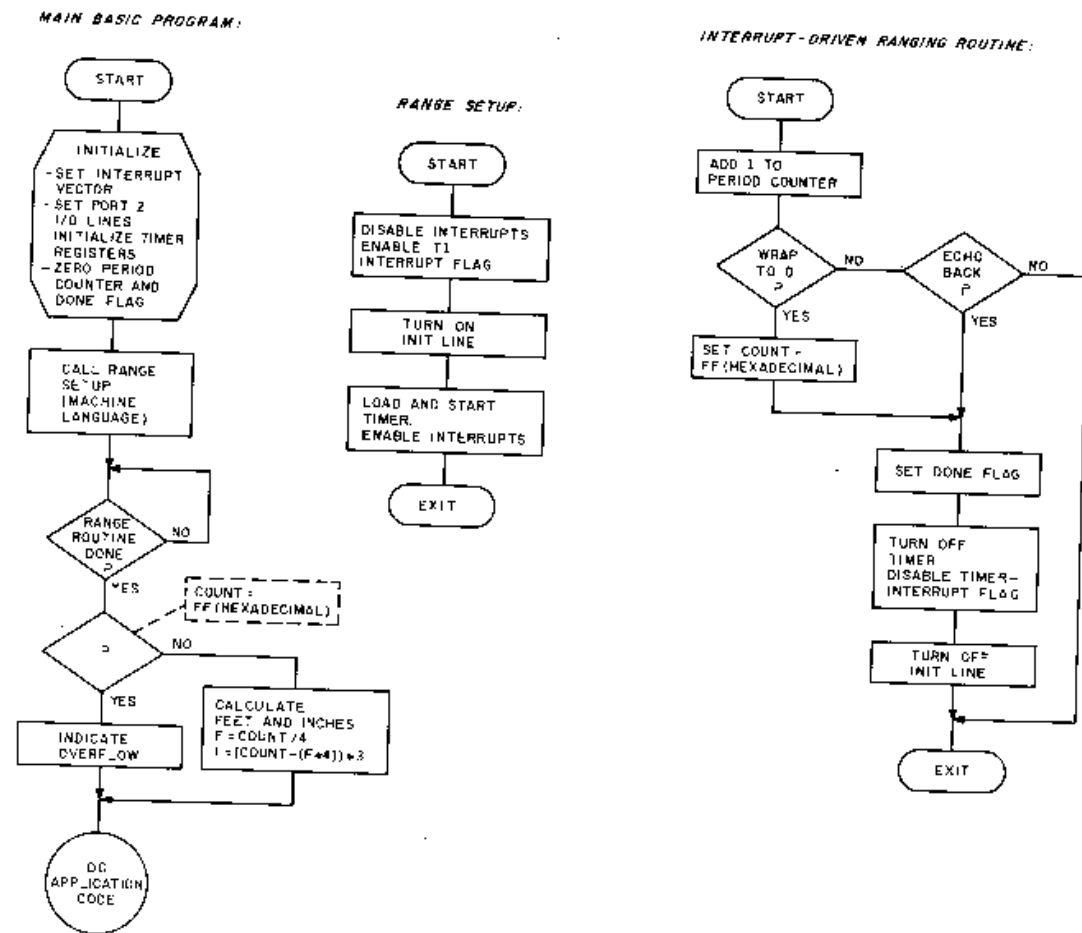 MAIN BASIC PROGRAM:
START
INITIALIZE
- SET INTERRUPT
VECTOR
- SET PORT 2
I/O LINES
INITIALIZE TIMER
REGISTERS
- ZERO PERIOD
COUNTER AND
DONE FLAG
CALL RANGE
SETUP
(MACHINE
LANGUAGE)
RANGE
ROUTINE
DONE
?
NO
YES
COUNT =
FF(HEXADECIMAL)
?
NO
YES
INDICATE
OVERFLOW
CALCULATE
FEET AND INCHES
F = COUNT/4
I = [COUNT-(F*4)]*3
DO
APPLICATION
CODE
RANGE SETUP:
START
DISABLE INTERRUPTS
ENABLE T1
INTERRUPT FLAG
TURN ON
INIT LINE
LOAD AND START
TIMER.
ENABLE INTERRUPTS
EXIT
INTERRUPT-DRIVEN RANGING ROUTINE:
START
ADD 1 TO
PERIOD COUNTER
WRAP
TO 0
?
NO
YES
ECHO
BACK
?
NO
YES
SET COUNT -
FF(HEXADECIMAL)
SET DONE FLAG
TURN OFF
TIMER
DISABLE TIMER-
INTERRUPT FLAG
TURN OFF
INIT LINE
EXIT